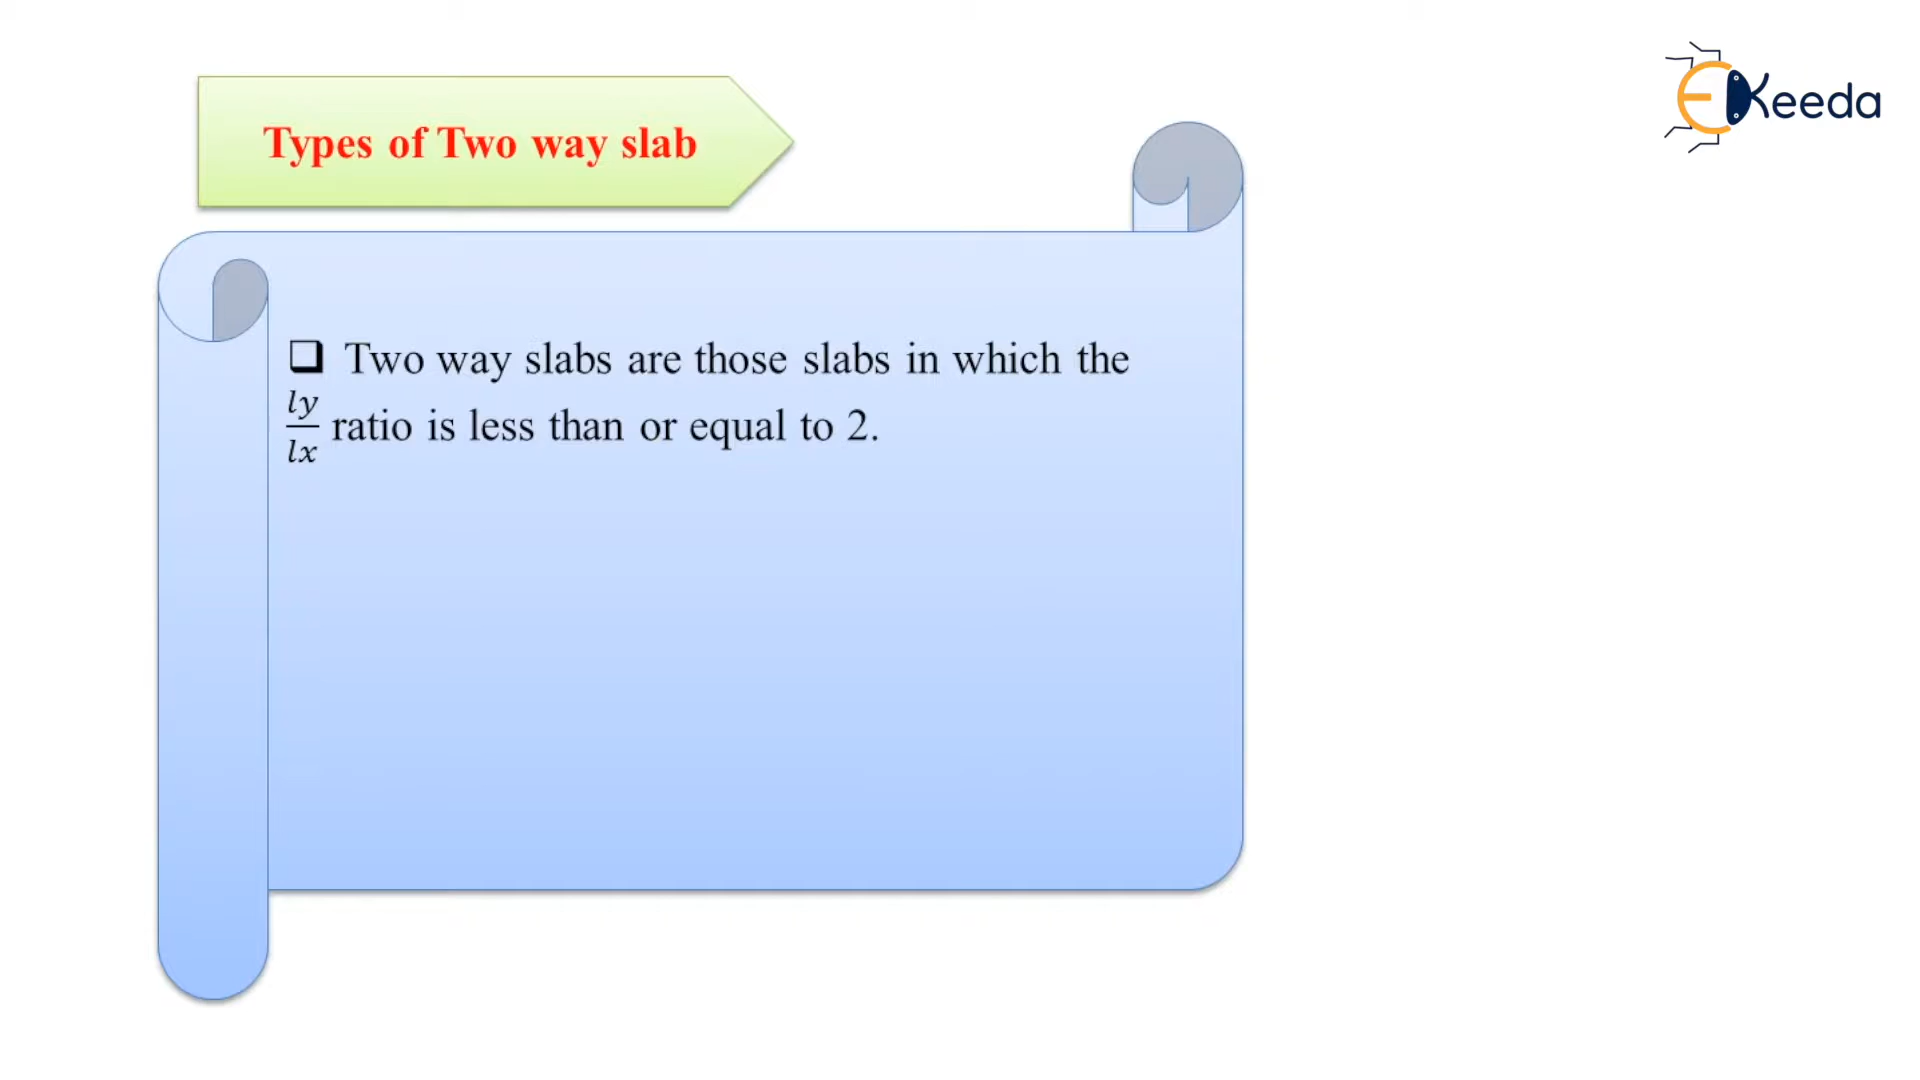 EKeeda
Types of Two way slab
❑ Two way slabs are those slabs in which the
ly/lx ratio is less than or equal to 2.